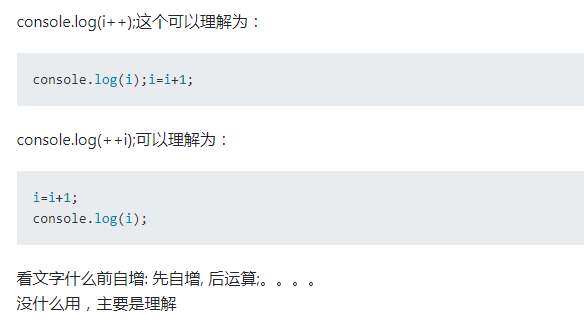 console.log(i++);这个可以理解为：
console.log(i);i=i+1;
console.log(++i);可以理解为：
i=i+1;
console.log(i);
看文字什么前自增: 先自增, 后运算;。。。。
没什么用，主要是理解